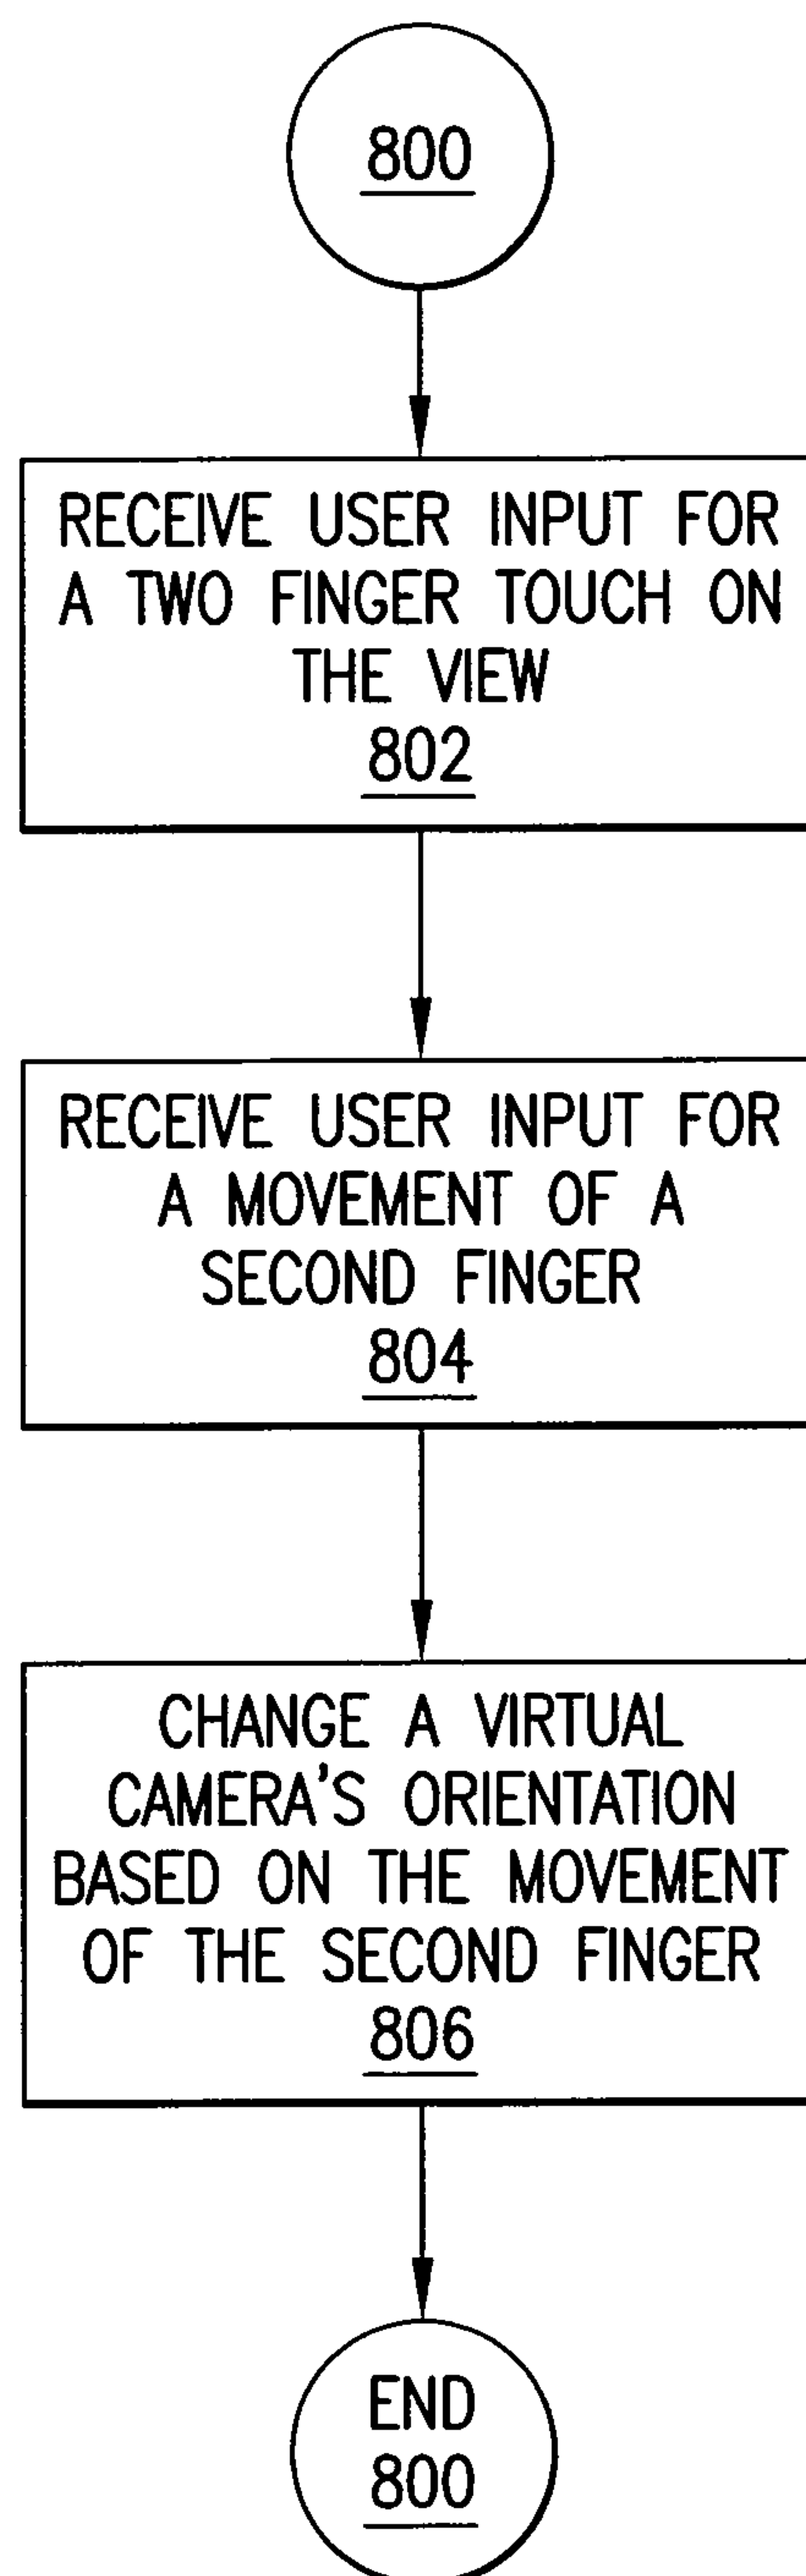 800
RECEIVE USER INPUT FOR
A TWO FINGER TOUCH ON
THE VIEW
802
RECEIVE USER INPUT FOR
A MOVEMENT OF A
SECOND FINGER
804
CHANGE A VIRTUAL
CAMERA'S ORIENTATION
BASED ON THE MOVEMENT
OF THE SECOND FINGER
806
END
800